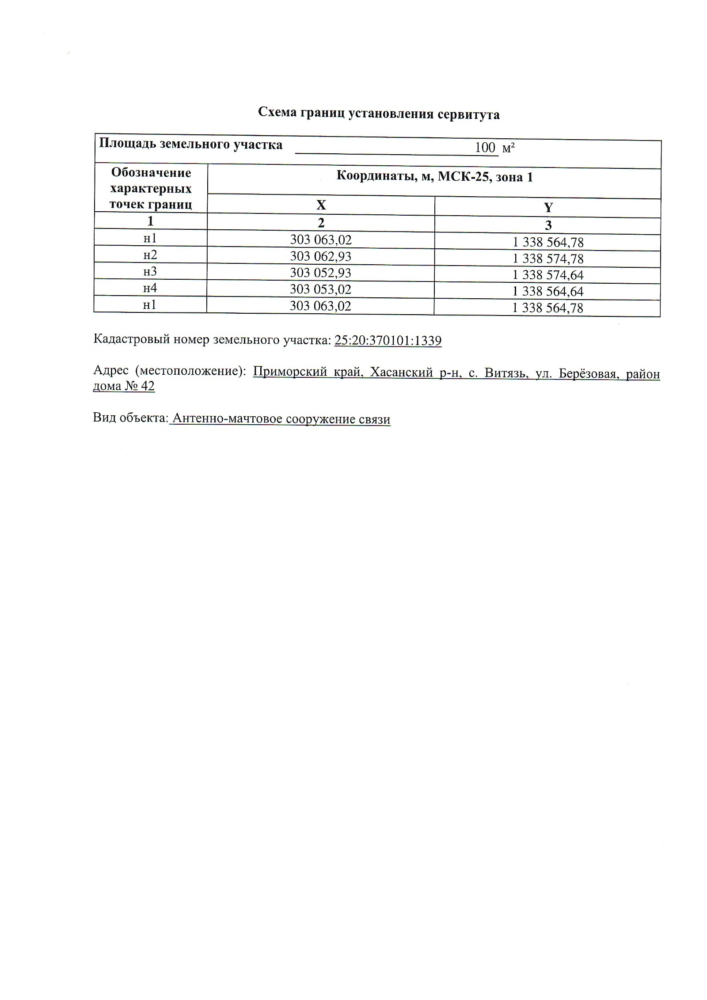 Схема границ установления сервитута
Площадь земельного участка 100 м²
Обозначение характерных точек границ
Координаты, м, МСК-25, зона 1
X Y
1 2 3
н1 303 063,02 1 338 564,78
н2 303 062,93 1 338 574,78
н3 303 052,93 1 338 574,64
н4 303 053,02 1 338 564,64
н1 303 063,02 1 338 564,78
Кадастровый номер земельного участка: 25:20:370101:1339
Адрес (местоположение): Приморский край, Хасанский р-н, с. Витязь, ул. Берёзовая, район
дома № 42
Вид объекта: Антенно-мачтовое сооружение связи